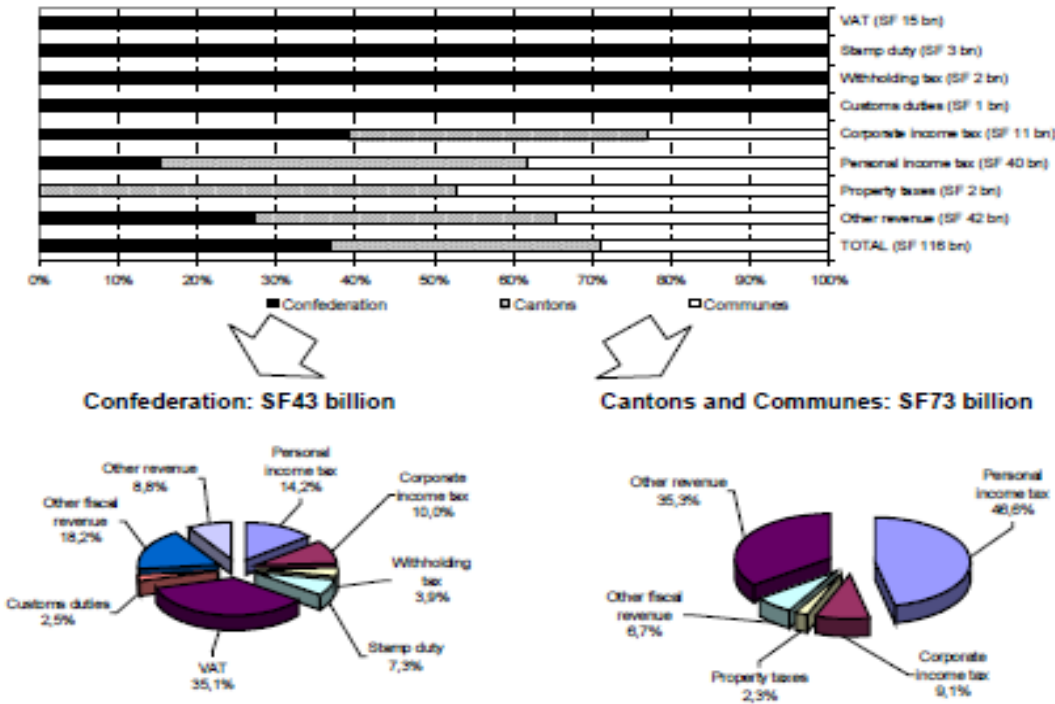 VAT (SF 15 bn)
Stamp duty (SF 3 bn)
Withholding tax (SF 2 bn)
Customs duties (SF 1 bn)
Corporate income tax (SF 11 bn)
Personal income tax (SF 40 bn)
Property taxes (SF 2 bn)
Other revenue (SF 42 bn)
TOTAL (SF 116 bn)
0% 10% 20% 30% 40% 50% 60% 70% 80% 90% 100%
Confederation Cantons Communes
Confederation: SF43 billion
Cantons and Communes: SF73 billion
Other revenue
8,8%
Personal
income tax
14,2%
Corporate
income tax
10,0%
Other fiscal
revenue
18,2%
Withholding
tax
3,9%
Customs duties
2,5%
Stamp duty
7,3%
VAT
35,1%
Other revenue
35,3%
Personal
income tax
46,6%
Other fiscal
revenue
6,7%
Property taxes
2,3%
Corporate
income tax
9,1%